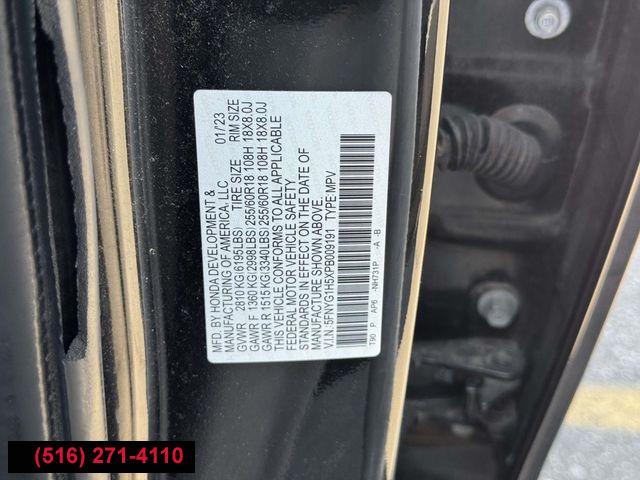 MFD. BY HONDA DEVELOPMENT &
MANUFACTURING OF AMERICA, LLC 01/23
GVWR 2810 KG(6195LBS) TIRE SIZE RIM SIZE
GAWR F 1360 KG(2998LBS) 255/60R18 108H 18X8.0J
GAWR R 1515 KG(3340LBS) 255/60R18 108H 18X8.0J
THIS VEHICLE CONFORMS TO ALL APPLICABLE
FEDERAL MOTOR VEHICLE SAFETY
STANDARDS IN EFFECT ON THE DATE OF
MANUFACTURE SHOWN ABOVE.
V.I.N.:5FNYG1H5XPB009191 TYPE:MPV
T90 P AP6 -NH731P -A -B
(516) 271-4110